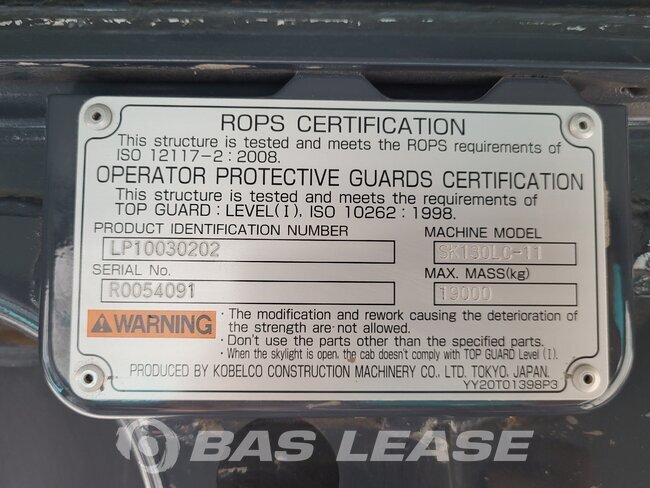 ROPS CERTIFICATION
This structure is tested and meets the ROPS requirements of
ISO 12117-2 : 2008.
OPERATOR PROTECTIVE GUARDS CERTIFICATION
This structure is tested and meets the requirements of
TOP GUARD : LEVEL(I), ISO 10262 : 1998.
PRODUCT IDENTIFICATION NUMBER
LP10030202
MACHINE MODEL
SK130LC-11
SERIAL No.
R0054091
MAX. MASS(kg)
19000
WARNING
· The modification and rework causing the deterioration of
the strength are not allowed.
· Don't use the parts other than the specified parts.
· When the skylight is open, the cab doesn't comply with TOP GUARD Level (I).
PRODUCED BY KOBELCO CONSTRUCTION MACHINERY CO., LTD. TOKYO, JAPAN.
YY20T01398P3
BAS LEASE